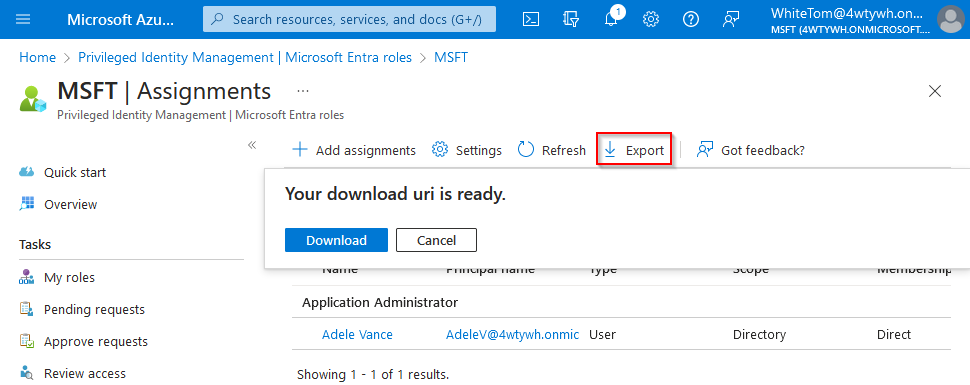 Microsoft Azu...
Search resources, services, and docs (G+/)
1
WhiteTom@4wtywh.on...
MSFT (4WTYWH.ONMICROSOFT....
Home > Privileged Identity Management | Microsoft Entra roles > MSFT
MSFT | Assignments ...
Privileged Identity Management | Microsoft Entra roles
Add assignments Settings Refresh Export Got feedback?
Quick start
Overview
Tasks
My roles
Pending requests
Approve requests
Review access
Your download uri is ready.
Download Cancel
Name Principal name Type Scope Membership
Application Administrator
Adele Vance AdeleV@4wtywh.onmic User Directory Direct
Showing 1 - 1 of 1 results.